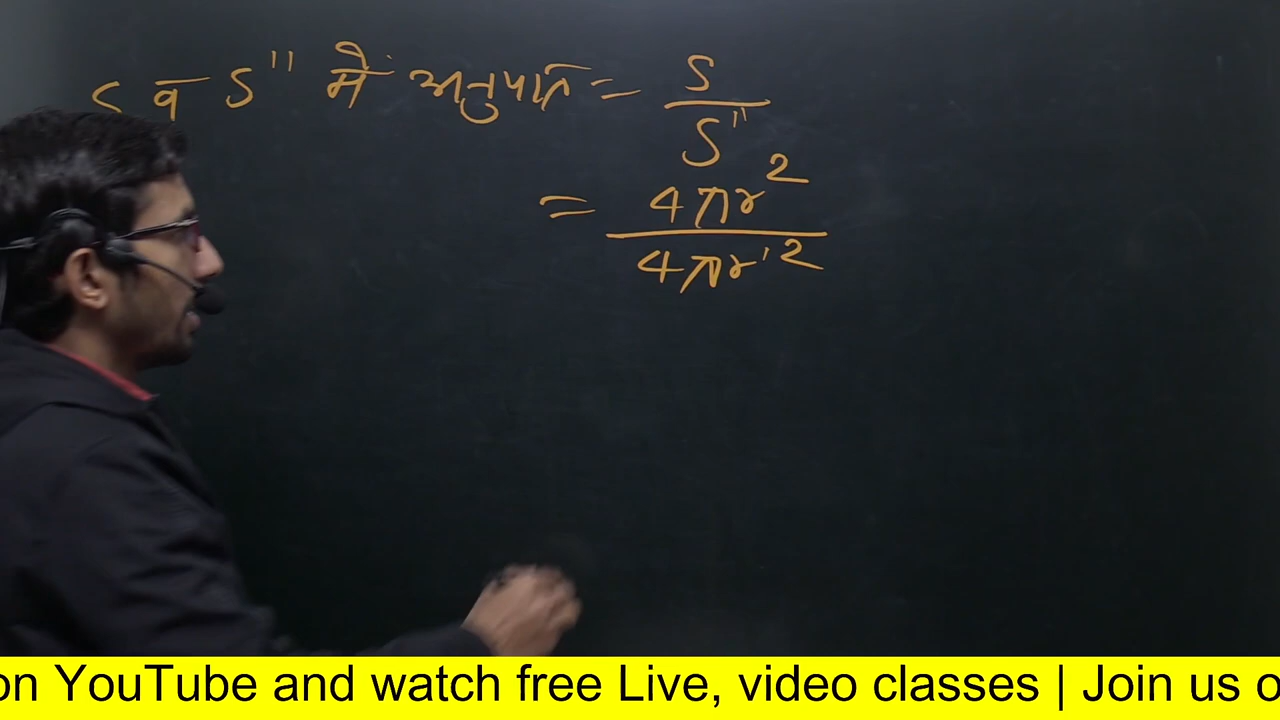 S व S" में अनुपात = S / S"
= 4πr² / 4πr'²
on YouTube and watch free Live, video classes | Join us o